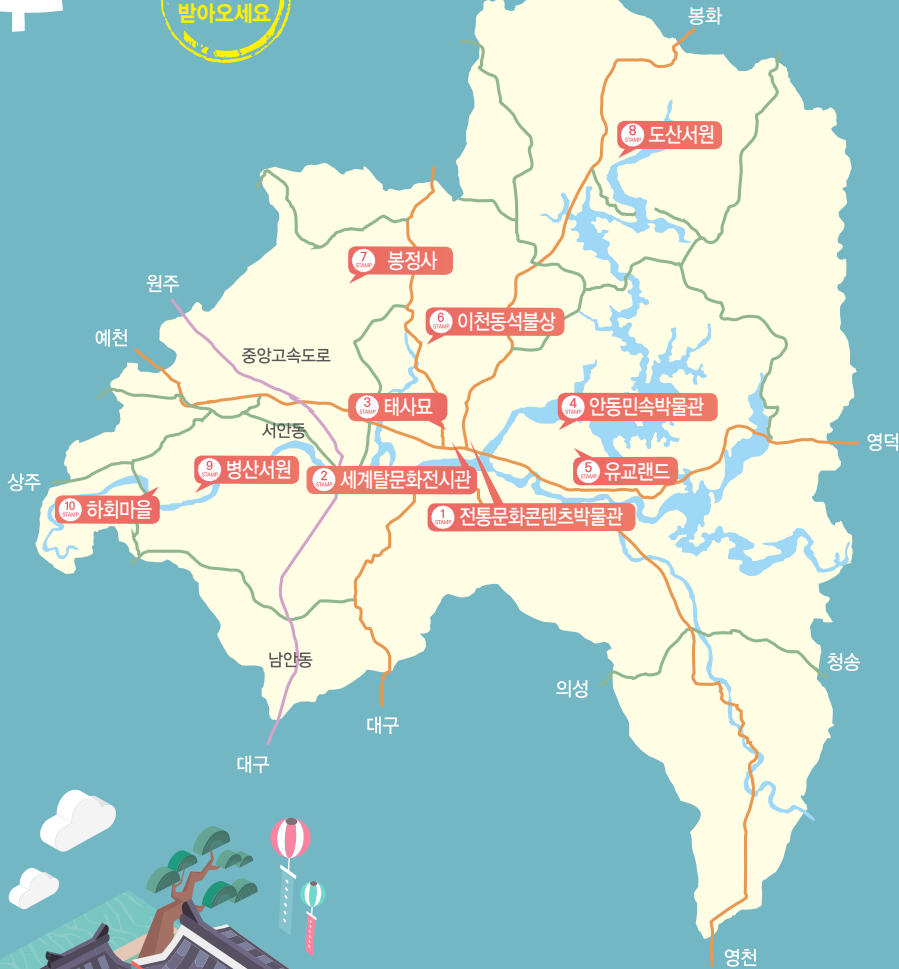 받아오세요
봉화
8 STAMP 도산서원
7 STAMP 봉정사
원주
6 STAMP 이천동석불상
예천
중앙고속도로
3 STAMP 태사묘
4 STAMP 안동민속박물관
서안동
영덕
9 STAMP 병산서원
5 STAMP 유교랜드
상주
2 STAMP 세계탈문화전시관
10 STAMP 하회마을
1 STAMP 전통문화콘텐츠박물관
남안동
청송
의성
대구
대구
영천